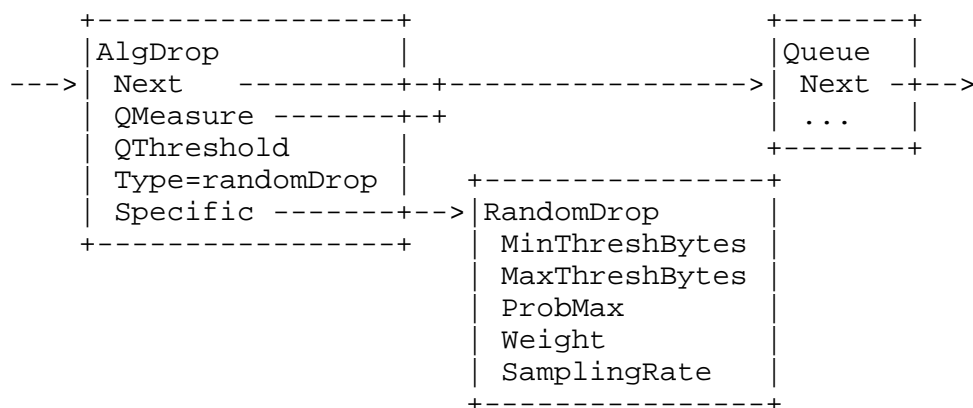 +-----------------+                      +-------+
     |AlgDrop          |                      |Queue  |
 --->| Next  ---------+-+------------------->| Next -+-->
     | QMeasure -------+-+                    | ...   |
     | QThreshold      |                      +-------+
     | Type=randomDrop |   +----------------+
     | Specific -------+-->|RandomDrop      |
     +-----------------+   | MinThreshBytes |
                           | MaxThreshBytes |
                           | ProbMax        |
                           | Weight         |
                           | SamplingRate   |
                           +----------------+